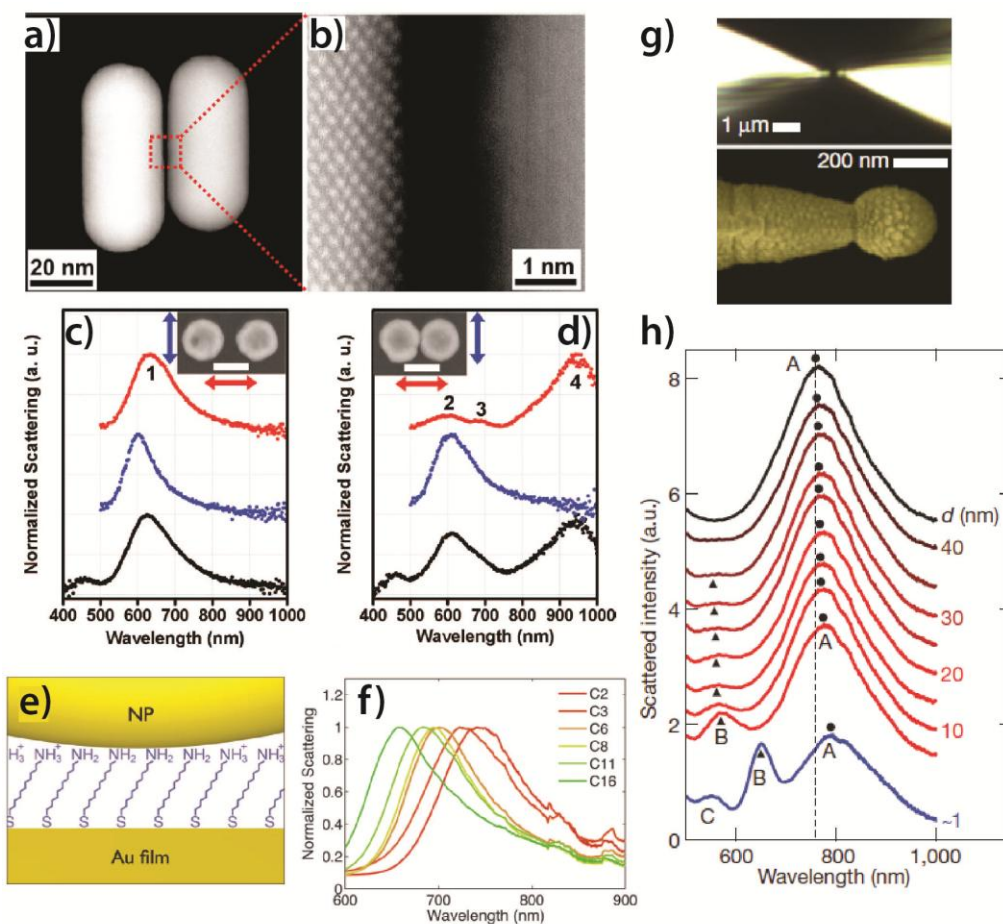 a)
20 nm
b)
1 nm
g)
1 μm
200 nm
c)
1
Normalized Scattering (a. u.)
400 500 600 700 800 900 1000
Wavelength (nm)
d)
2 3 4
Normalized Scattering (a. u.)
400 500 600 700 800 900 1000
Wavelength (nm)
e)
NP
H₃⁺ NH₃⁺ NH₂ NH₂ NH₂ NH₂ NH₃⁺ NH₃⁺
S S S S S S S S
Au film
f)
Normalized Scattering
1.2
1
0.8
0.6
0.4
0.2
C2
C3
C6
C8
C11
C16
600 700 800 900
Wavelength (nm)
h)
Scattered intensity (a.u.)
8
6
4
2
0
A
d (nm)
40
30
20
A
10
B
A
B
C
~1
600 800 1,000
Wavelength (nm)